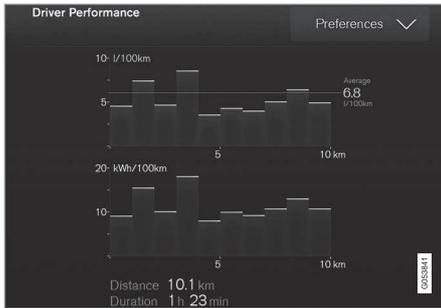 Driver Performance
Preferences
10 l/100km
Average
6.8
l/100km
5
5 10 km
20 kWh/100km
10
5 10 km
Distance 10.1 km
Duration 1 h 23 min
G053841